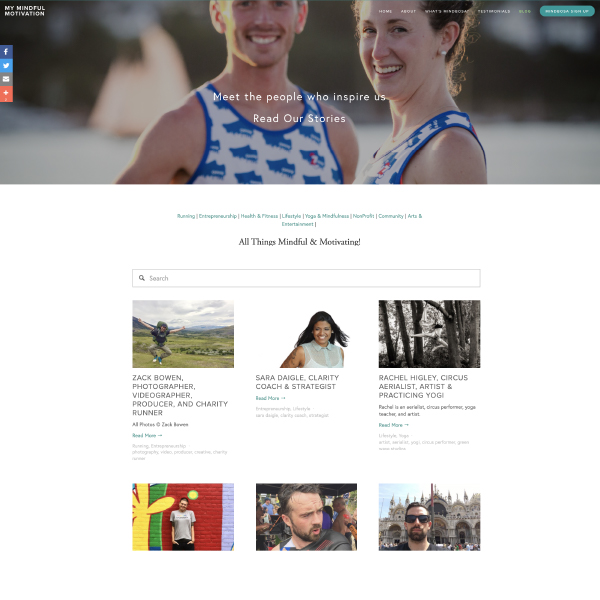 MY MINDFUL
MOTIVATION
HOME
ABOUT
WHAT'S MINDBOSA?
TESTIMONIALS
BLOG
MINDBOSA SIGN UP
Meet the people who inspire us
Read Our Stories
Running | Entrepreneurship | Health & Fitness | Lifestyle | Yoga & Mindfulness | NonProfit | Community | Arts &
Entertainment |
All Things Mindful & Motivating!
Search
ZACK BOWEN,
PHOTOGRAPHER,
VIDEOGRAPHER,
PRODUCER, AND CHARITY
RUNNER
All Photos © Zack Bowen
Read More →
Running, Entrepreneurship
photography, video, producer, creative, charity
runner
SARA DAIGLE, CLARITY
COACH & STRATEGIST
Read More →
Entrepreneurship, Lifestyle
sara daigle, clarity coach, strategist
RACHEL HIGLEY, CIRCUS
AERIALIST, ARTIST &
PRACTICING YOGI
Rachel is an aerialist, circus performer, yoga
teacher, and artist.
Read More →
Lifestyle, Yoga
artist, aerialist, yogi, circus performer, green